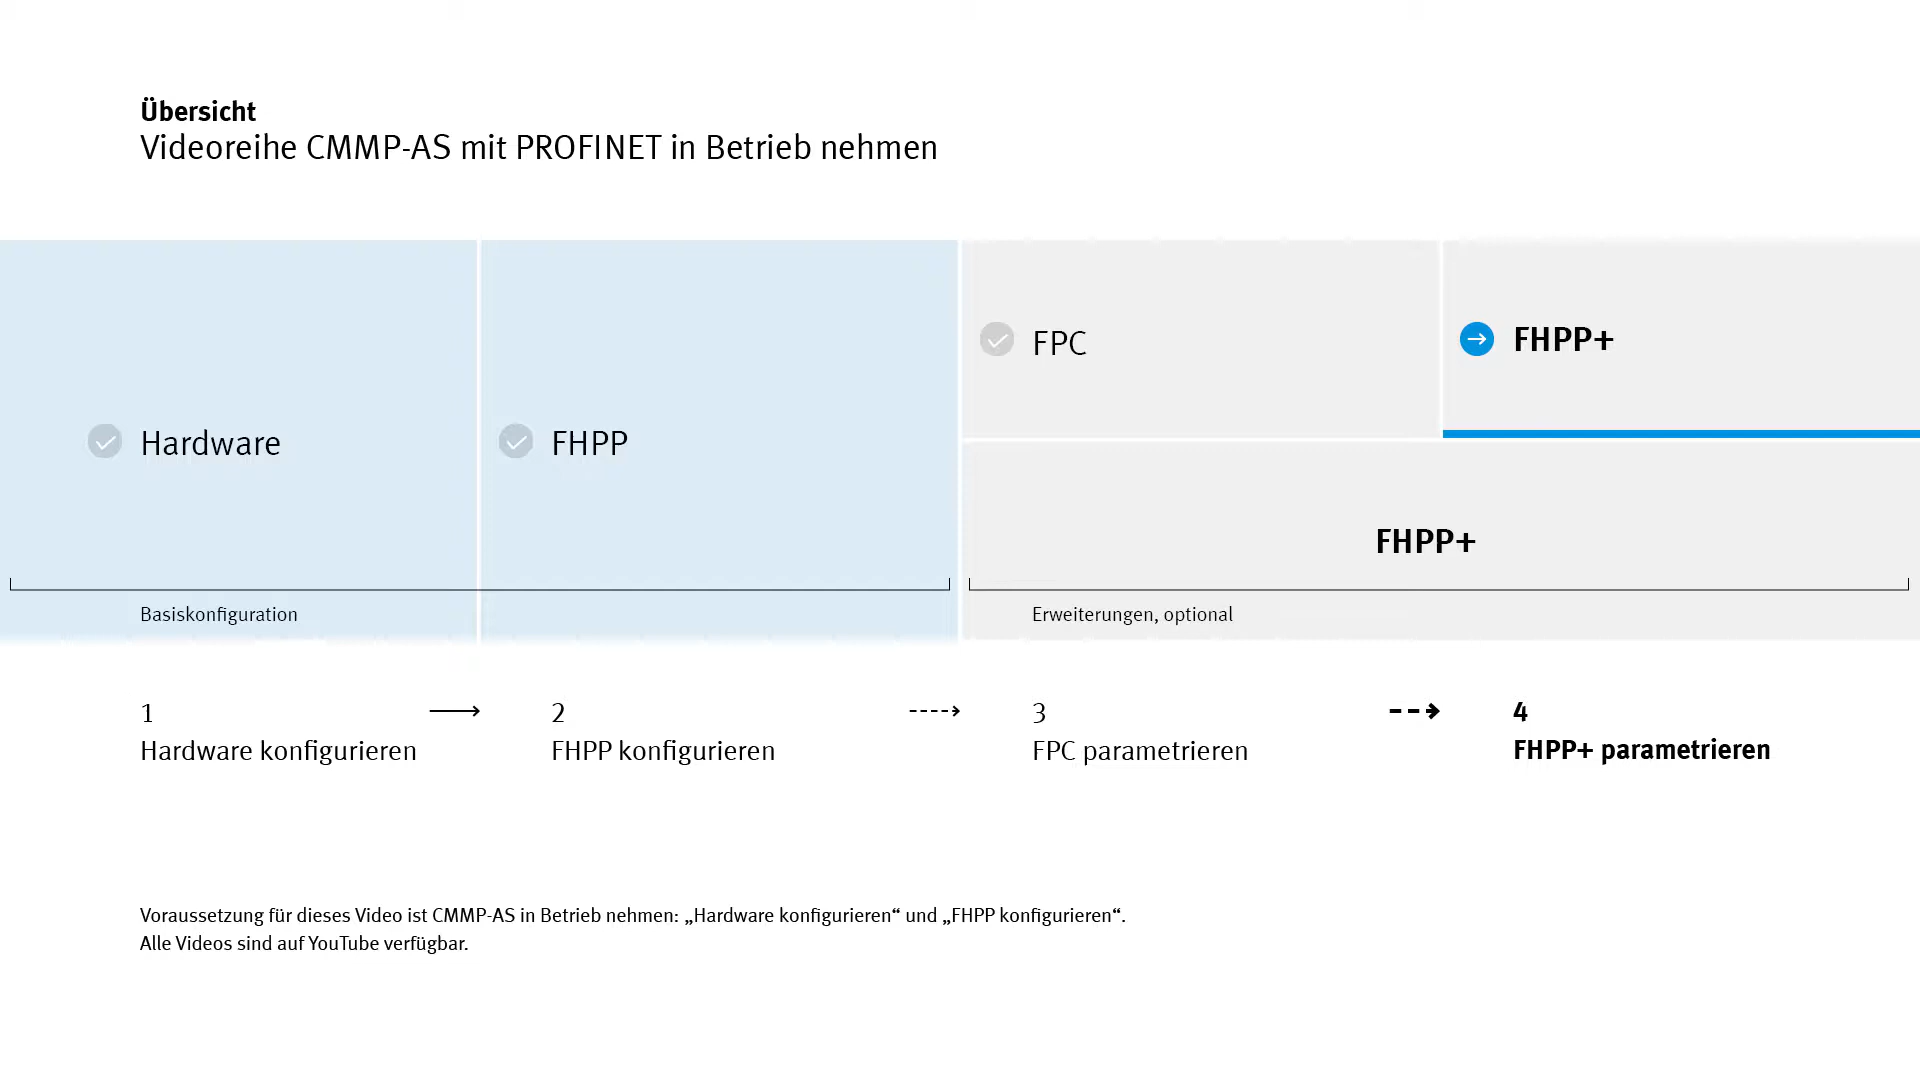 Übersicht
Videoreihe CMMP-AS mit PROFINET in Betrieb nehmen
FPC
FHPP+
Hardware
FHPP
FHPP+
Basiskonfiguration
Erweiterungen, optional
1
Hardware konfigurieren
2
FHPP konfigurieren
3
FPC parametrieren
4
FHPP+ parametrieren
Voraussetzung für dieses Video ist CMMP-AS in Betrieb nehmen: „Hardware konfigurieren“ und „FHPP konfigurieren“.
Alle Videos sind auf YouTube verfügbar.